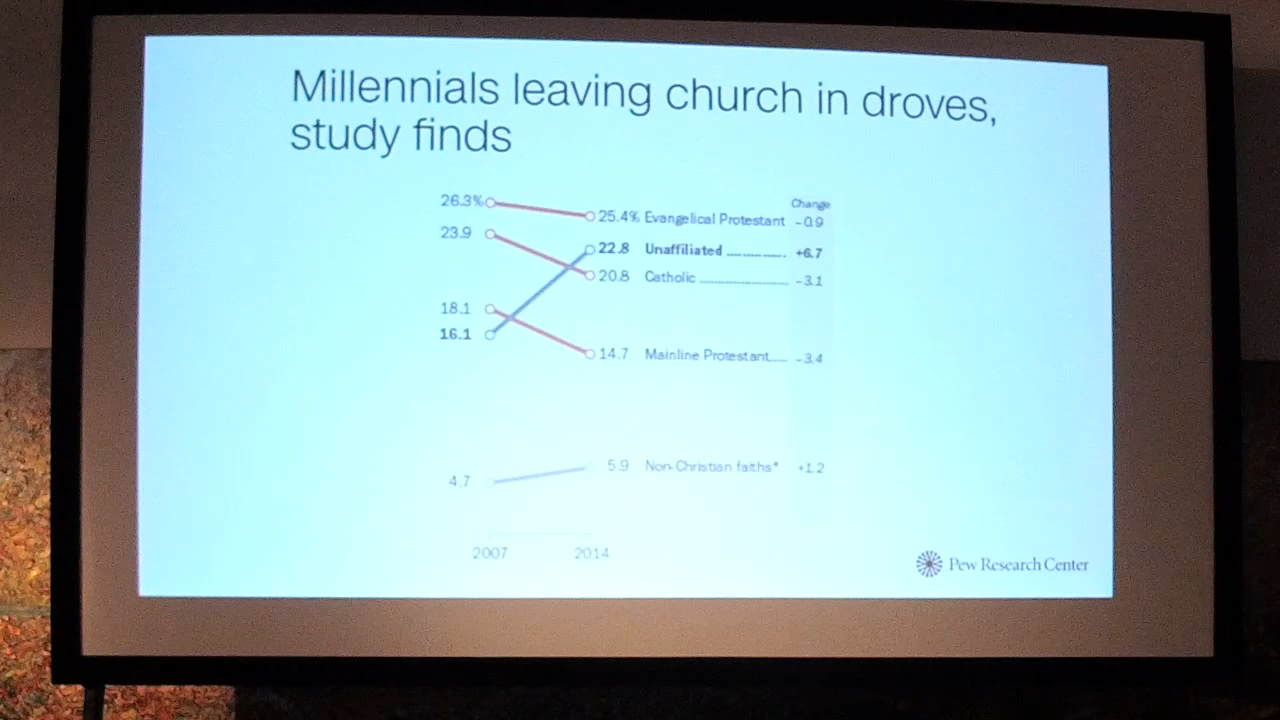 Millennials leaving church in droves,
study finds
Change
26.3% 25.4% Evangelical Protestant -0.9
23.9
22.8 Unaffiliated ............... +6.7
20.8 Catholic ...................... -3.1
18.1
16.1
14.7 Mainline Protestant..... -3.4
5.9 Non-Christian faiths* +1.2
4.7
2007 2014
Pew Research Center